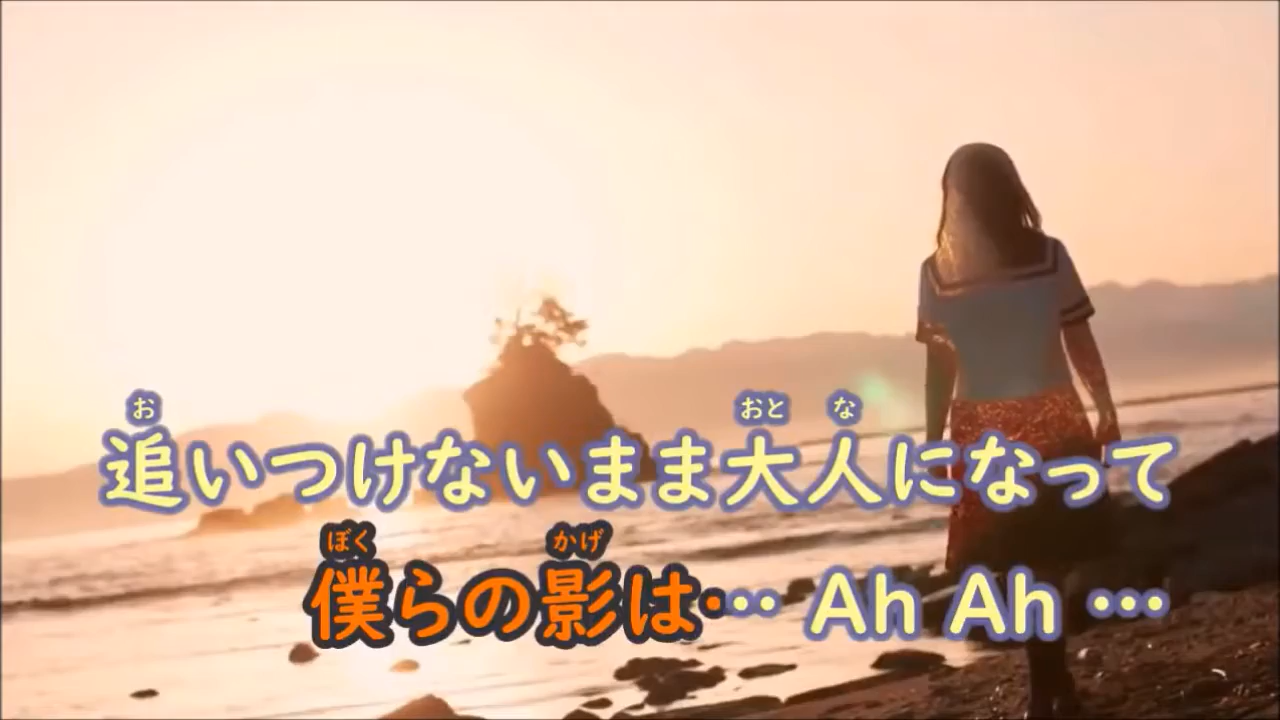 お おと な
追いつけないまま大人になって
ぼく かげ
僕らの影は…… Ah Ah …